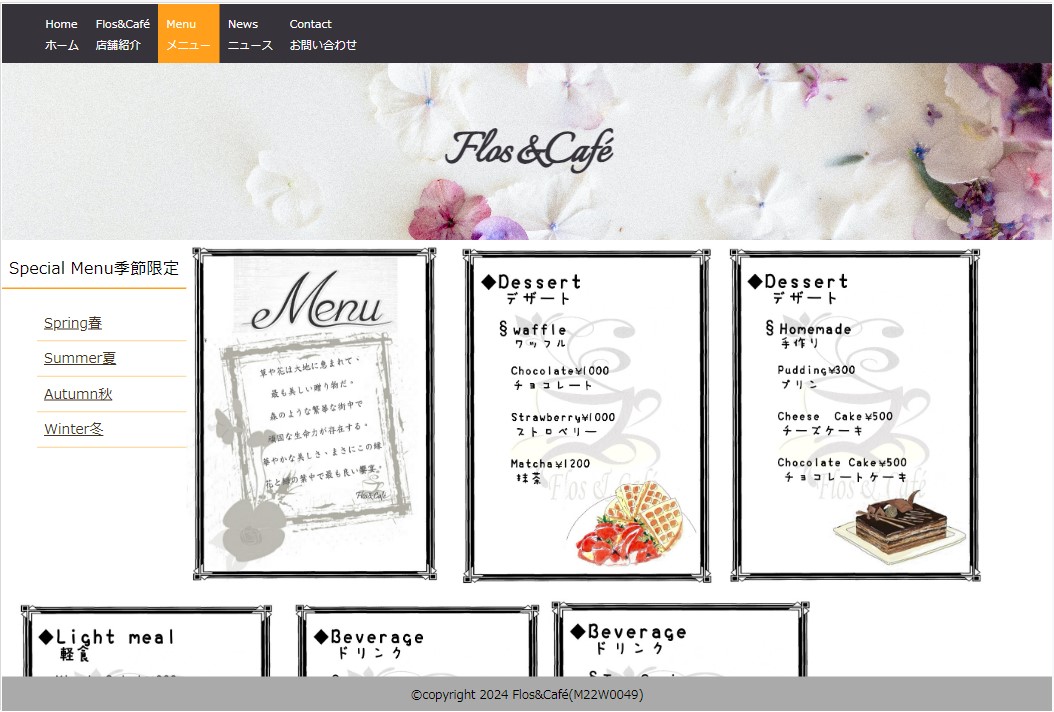 Home Flos&Café Menu News Contact
ホーム 店舗紹介 メニュー ニュース お問い合わせ
Flos&Café
Special Menu季節限定
Spring春
Summer夏
Autumn秋
Winter冬
Menu
草や花は大地に恵まれて、
最も美しい贈り物だ。
森のような繁華な街中で
頑固な生命力が存在する。
華やかな美しさ、まさにこの縁
花と蝶の葉中で最も良い饗宴。
Flos&Café
◆Dessert
デザート
§waffle
ワッフル
Chocolate¥1000
チョコレート
Strawberry¥1000
ストロベリー
Matcha¥1200
抹茶
Flos & Café
◆Dessert
デザート
§Homemade
手作り
Pudding¥300
プリン
Cheese Cake¥500
チーズケーキ
Chocolate Cake¥500
チョコレートケーキ
Flos & Café
◆Light meal
軽食
◆Beverage
ドリンク
◆Beverage
ドリンク
©copyright 2024 Flos&Café(M22W0049)